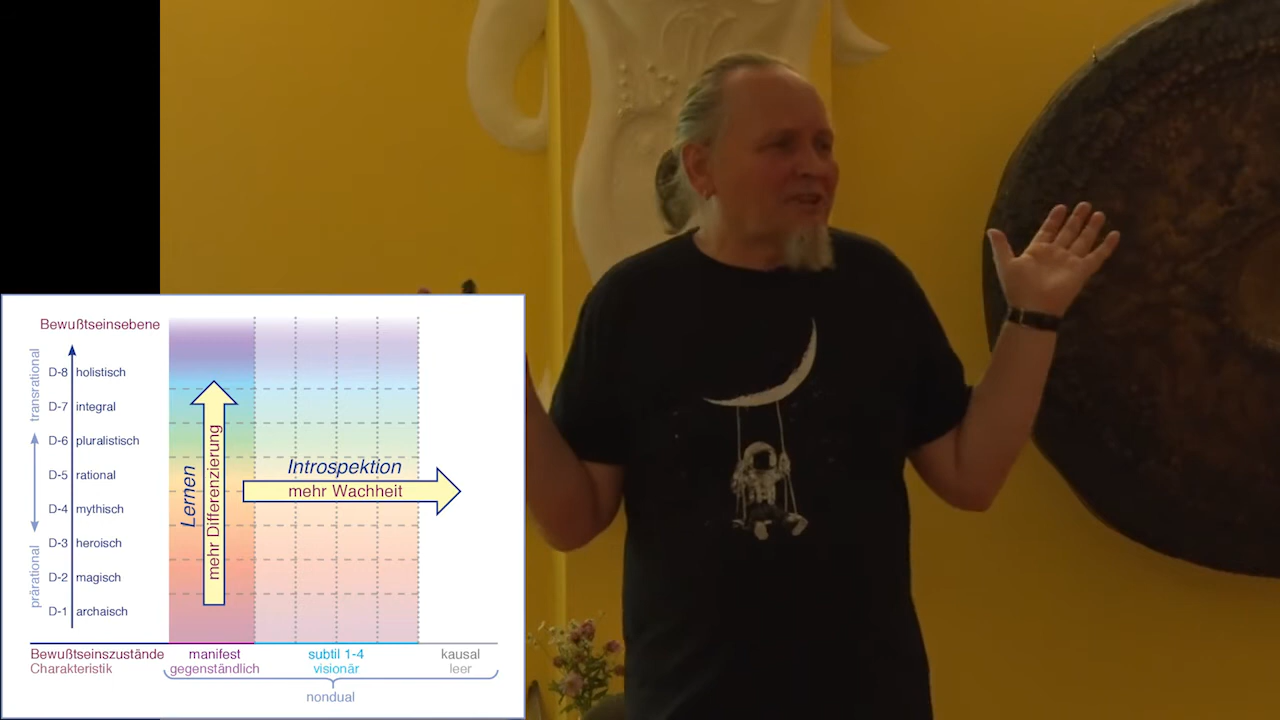 Bewußtseinsebene
transrational
prärational
D-8 holistisch
D-7 integral
D-6 pluralistisch
D-5 rational
D-4 mythisch
D-3 heroisch
D-2 magisch
D-1 archaisch
Lernen
mehr Differenzierung
Introspektion
mehr Wachheit
Bewußtseinszustände
Charakteristik
manifest
gegenständlich
subtil 1-4
visionär
kausal
leer
nondual